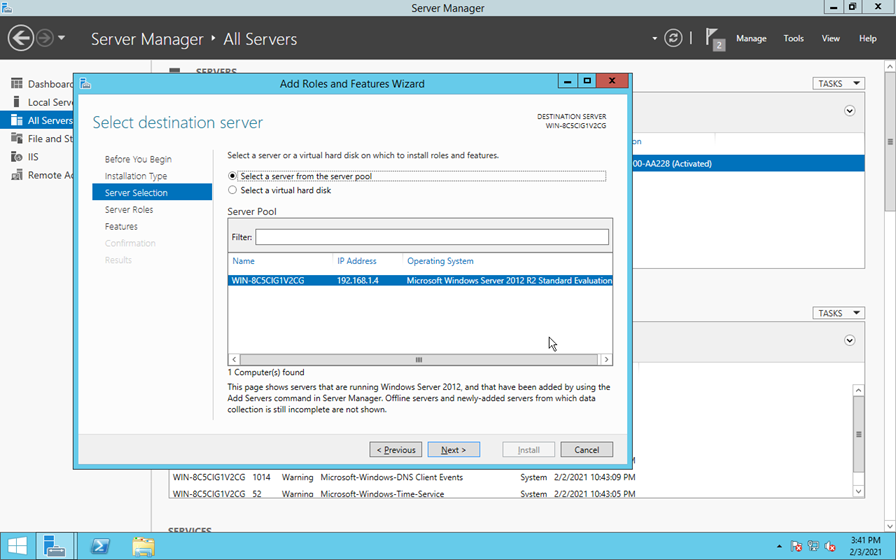 Server Manager
Server Manager ‣ All Servers
2
Manage
Tools
View
Help
Dashboard
Local Serve
All Servers
File and St
IIS
Remote Ac
SERVERS
TASKS
on
00-AA228 (Activated)
TASKS
Add Roles and Features Wizard
Select destination server
DESTINATION SERVER
WIN-8C5CIG1V2CG
Before You Begin
Installation Type
Server Selection
Server Roles
Features
Confirmation
Results
Select a server or a virtual hard disk on which to install roles and features.
Select a server from the server pool
Select a virtual hard disk
Server Pool
Filter:
Name IP Address Operating System
WIN-8C5CIG1V2CG 192.168.1.4 Microsoft Windows Server 2012 R2 Standard Evaluation
1 Computer(s) found
This page shows servers that are running Windows Server 2012, and that have been added by using the
Add Servers command in Server Manager. Offline servers and newly-added servers from which data
collection is still incomplete are not shown.
< Previous
Next >
Install
Cancel
WIN-8C5CIG1V2CG 1014 Warning Microsoft-Windows-DNS Client Events System 2/2/2021 10:43:09 PM
WIN-8C5CIG1V2CG 52 Warning Microsoft-Windows-Time-Service System 2/2/2021 10:43:05 PM
SERVICES
3:41 PM
2/3/2021